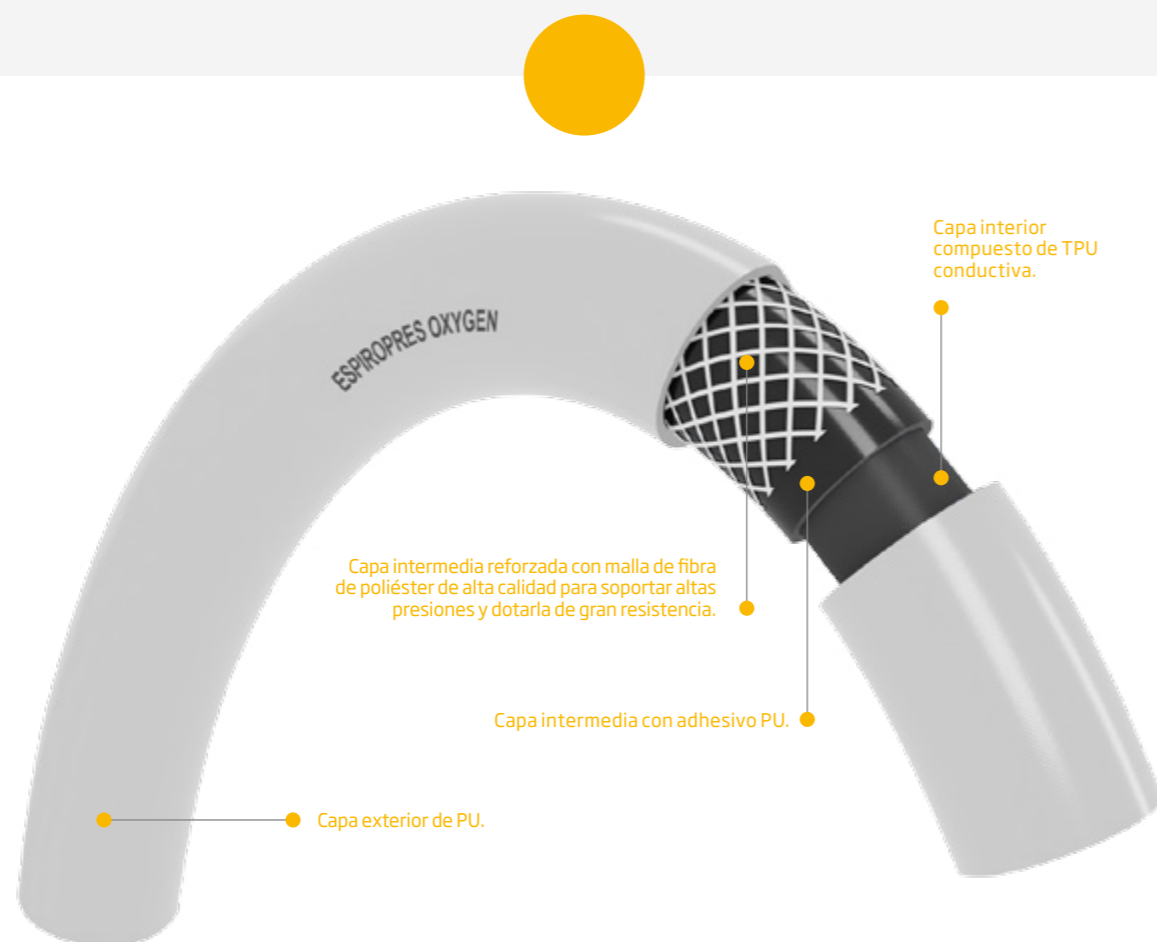 Capa interior
compuesto de TPU
conductiva.
ESPIROPRES OXYGEN
Capa intermedia reforzada con malla de fibra
de poliéster de alta calidad para soportar altas
presiones y dotarla de gran resistencia.
Capa intermedia con adhesivo PU.
Capa exterior de PU.